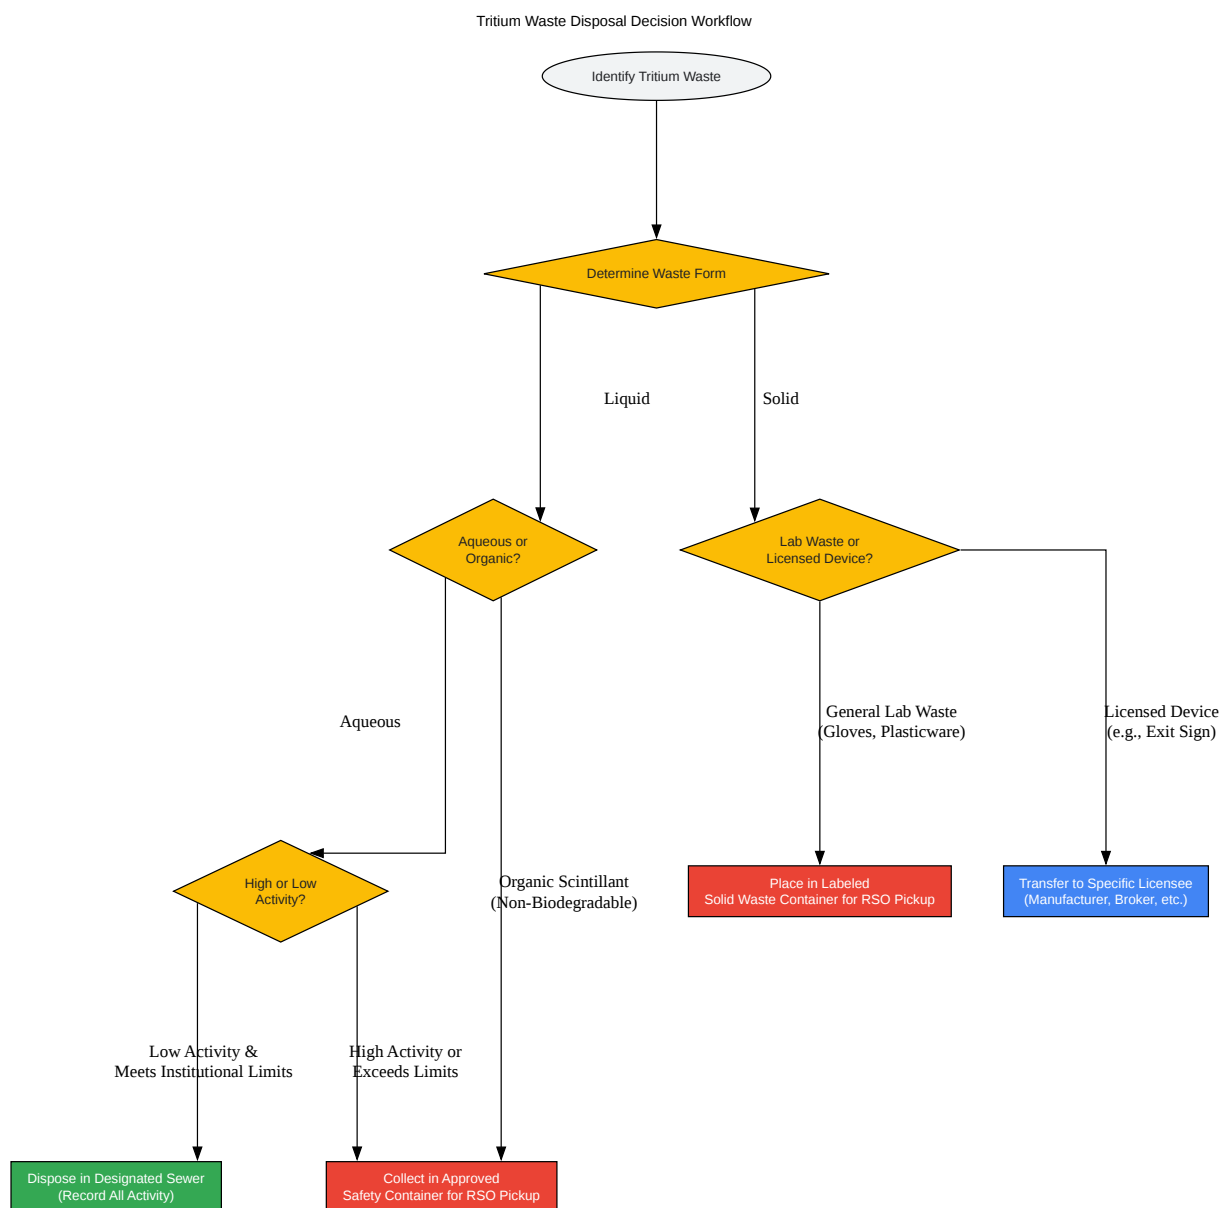 Tritium Waste Disposal Decision Workflow
Identify Tritium Waste
Determine Waste Form
Liquid
Solid
Aqueous or
Organic?
Lab Waste or
Licensed Device?
Aqueous
General Lab Waste
(Gloves, Plasticware)
Licensed Device
(e.g., Exit Sign)
High or Low
Activity?
Organic Scintillant
(Non-Biodegradable)
Place in Labeled
Solid Waste Container for RSO Pickup
Transfer to Specific Licensee
(Manufacturer, Broker, etc.)
Low Activity &
Meets Institutional Limits
High Activity or
Exceeds Limits
Dispose in Designated Sewer
(Record All Activity)
Collect in Approved
Safety Container for RSO Pickup